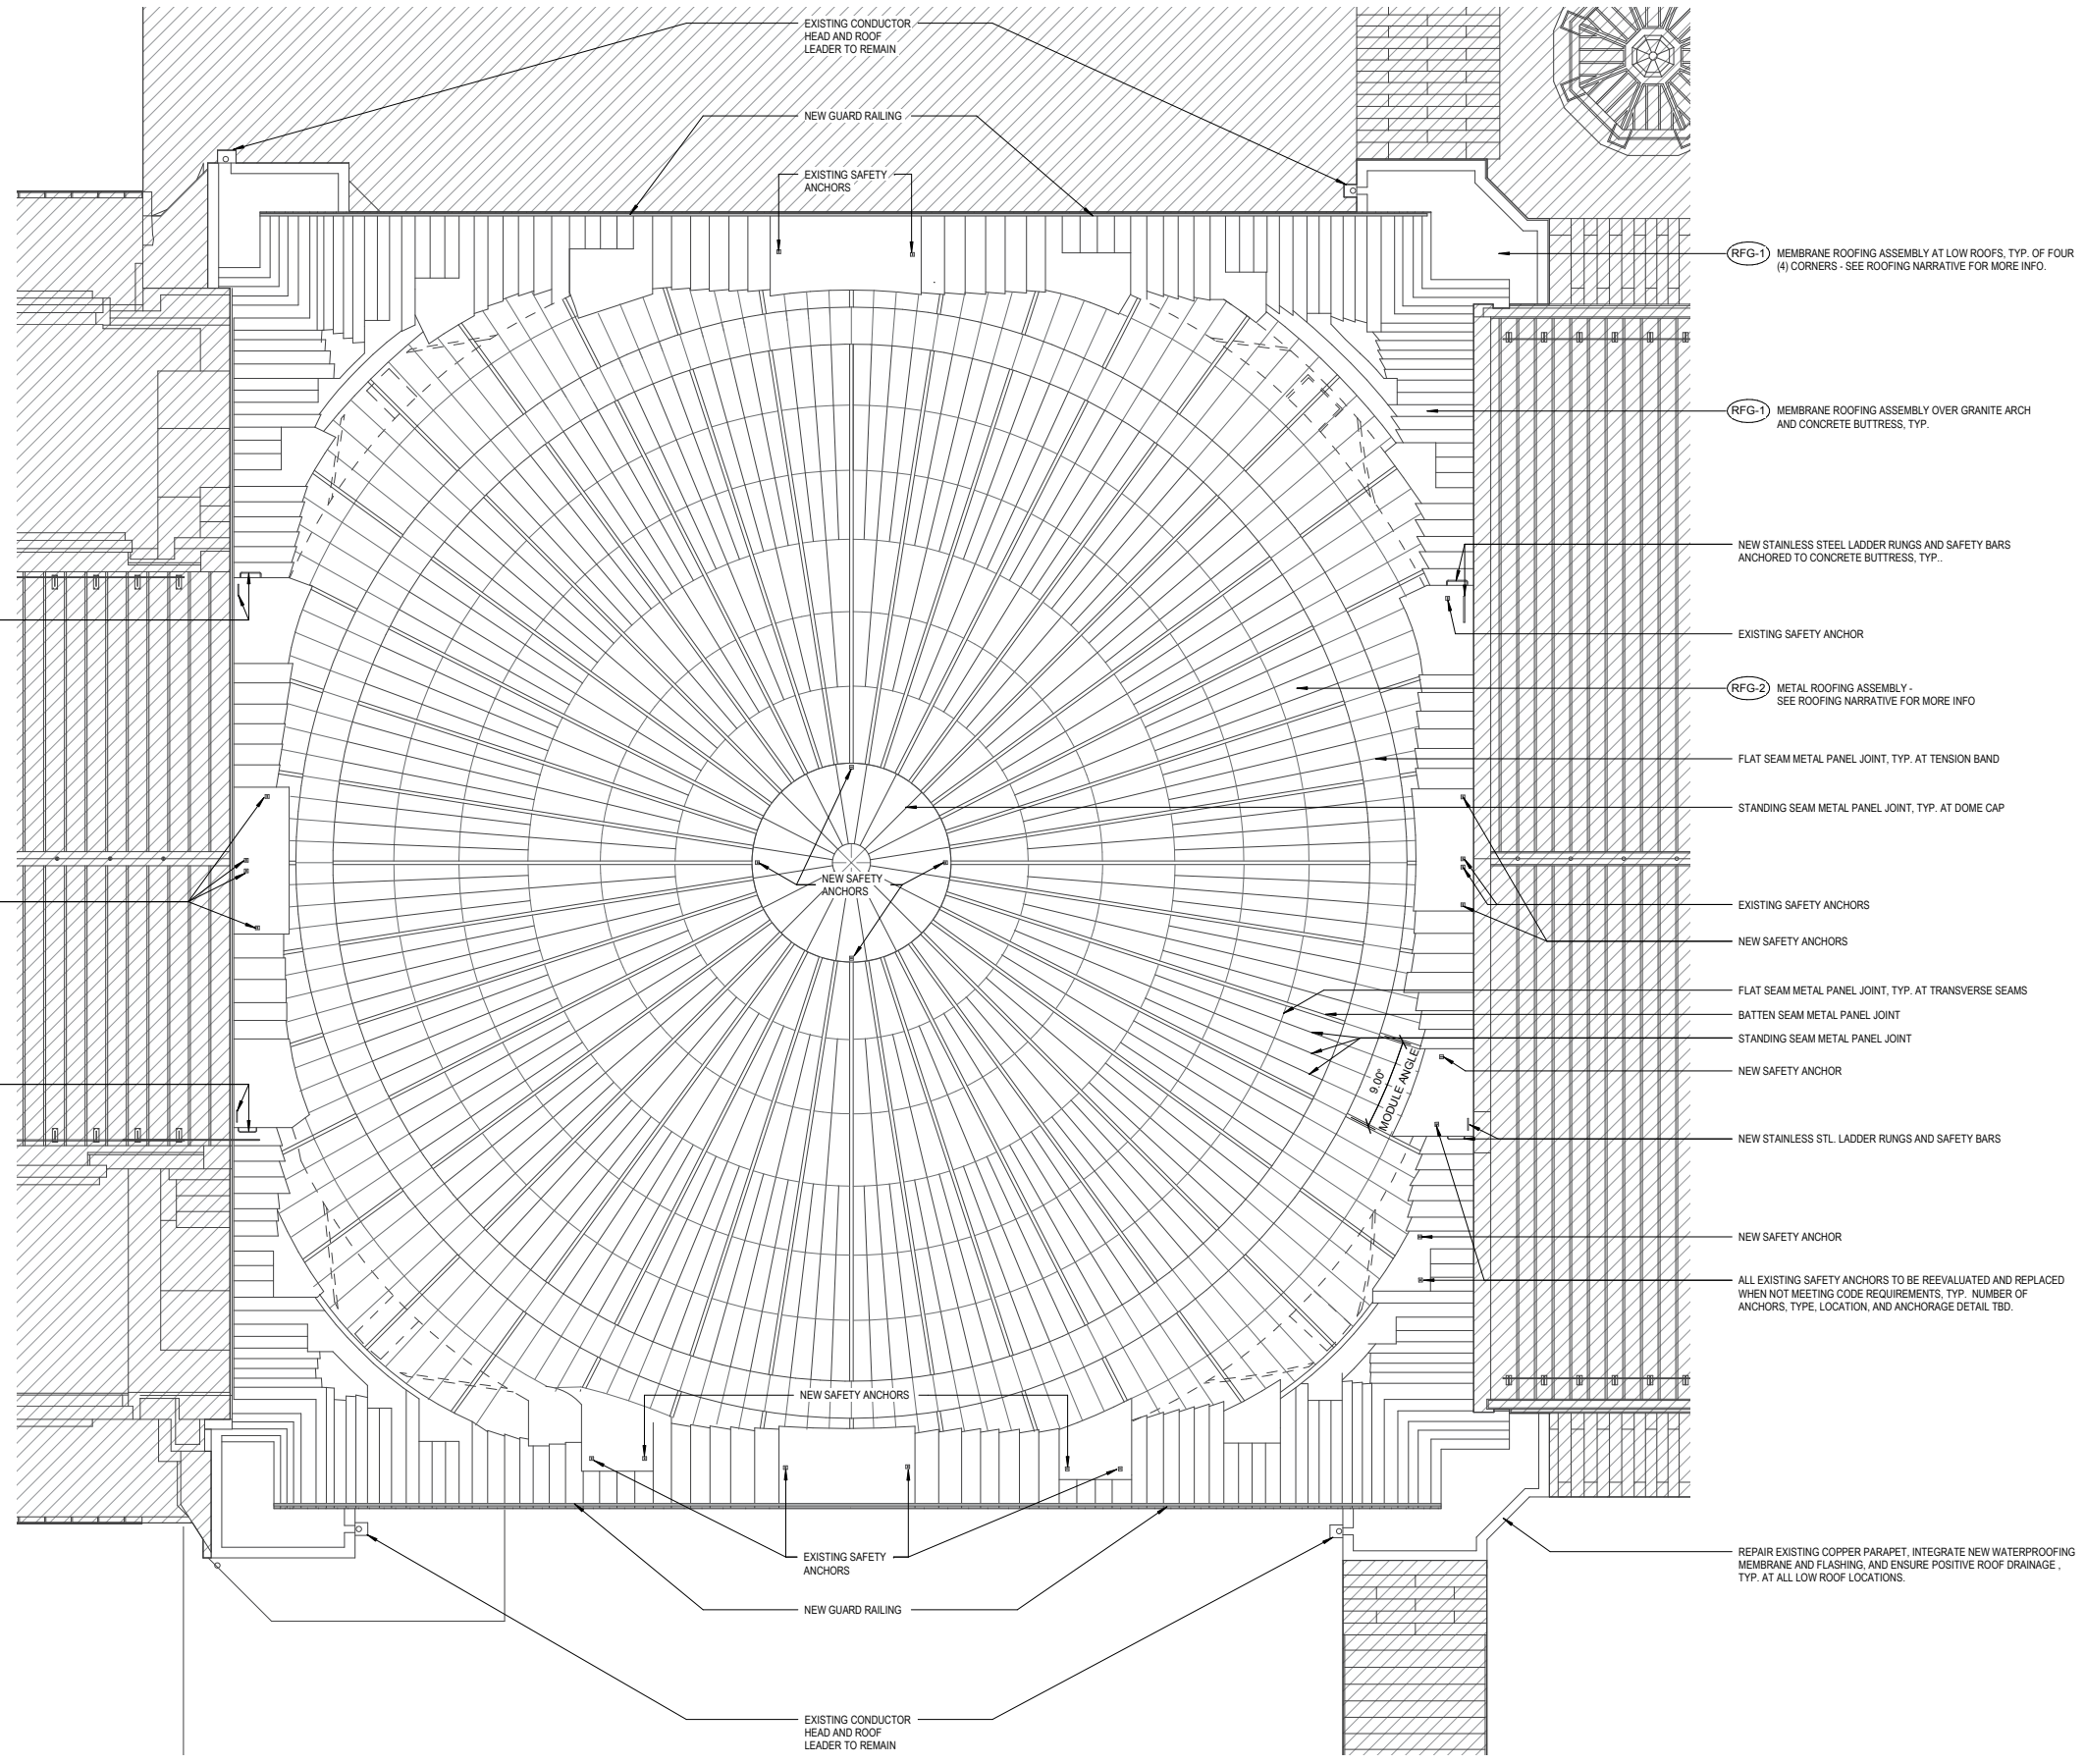 EXISTING CONDUCTOR
HEAD AND ROOF
LEADER TO REMAIN
NEW GUARD RAILING
EXISTING SAFETY
ANCHORS
RFG-1 MEMBRANE ROOFING ASSEMBLY AT LOW ROOFS, TYP. OF FOUR
(4) CORNERS - SEE ROOFING NARRATIVE FOR MORE INFO.
RFG-1 MEMBRANE ROOFING ASSEMBLY OVER GRANITE ARCH
AND CONCRETE BUTTRESS, TYP.
NEW STAINLESS STEEL LADDER RUNGS AND SAFETY BARS
ANCHORED TO CONCRETE BUTTRESS, TYP..
EXISTING SAFETY ANCHOR
RFG-2 METAL ROOFING ASSEMBLY -
SEE ROOFING NARRATIVE FOR MORE INFO
FLAT SEAM METAL PANEL JOINT, TYP. AT TENSION BAND
STANDING SEAM METAL PANEL JOINT, TYP. AT DOME CAP
NEW SAFETY
ANCHORS
EXISTING SAFETY ANCHORS
NEW SAFETY ANCHORS
FLAT SEAM METAL PANEL JOINT, TYP. AT TRANSVERSE SEAMS
BATTEN SEAM METAL PANEL JOINT
STANDING SEAM METAL PANEL JOINT
9.00°
MODULE ANGLE
NEW SAFETY ANCHOR
NEW STAINLESS STL. LADDER RUNGS AND SAFETY BARS
NEW SAFETY ANCHOR
ALL EXISTING SAFETY ANCHORS TO BE REEVALUATED AND REPLACED
WHEN NOT MEETING CODE REQUIREMENTS, TYP. NUMBER OF
ANCHORS, TYPE, LOCATION, AND ANCHORAGE DETAIL TBD.
NEW SAFETY ANCHORS
EXISTING SAFETY
ANCHORS
REPAIR EXISTING COPPER PARAPET, INTEGRATE NEW WATERPROOFING
MEMBRANE AND FLASHING, AND ENSURE POSITIVE ROOF DRAINAGE ,
TYP. AT ALL LOW ROOF LOCATIONS.
NEW GUARD RAILING
EXISTING CONDUCTOR
HEAD AND ROOF
LEADER TO REMAIN